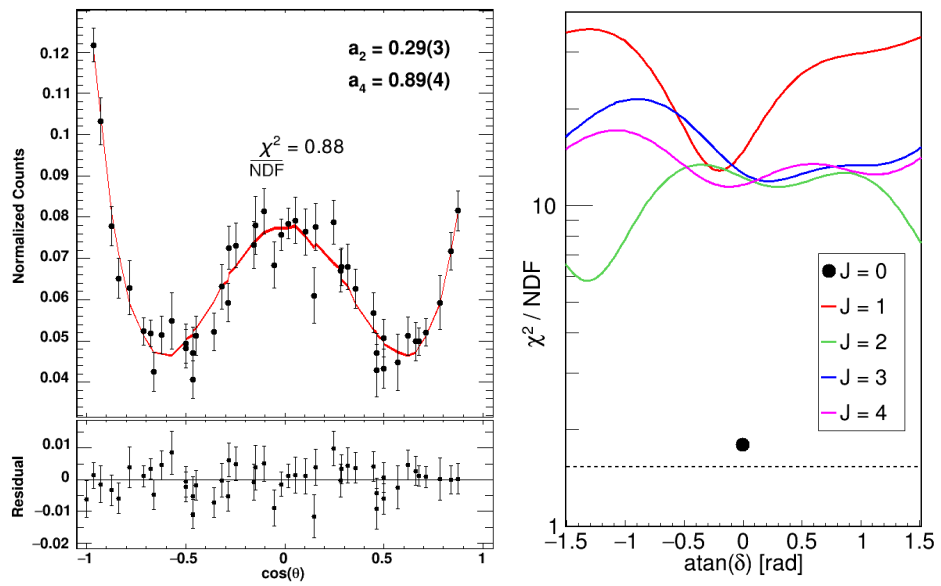 a2 = 0.29(3)
a4 = 0.89(4)
χ2
NDF = 0.88
Normalized Counts
0.12
0.11
0.1
0.09
0.08
0.07
0.06
0.05
0.04
Residual
0.01
0
−0.01
−0.02
−1 −0.5 0 0.5 1
cos(θ)
χ2 / NDF
10
1
J = 0
J = 1
J = 2
J = 3
J = 4
−1.5 −1 −0.5 0 0.5 1 1.5
atan(δ) [rad]